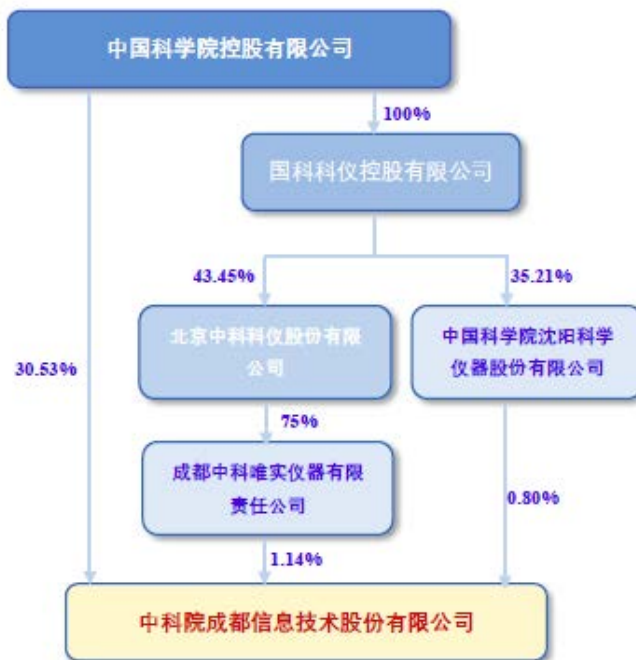 中国科学院控股有限公司
100%
国科科仪控股有限公司
43.45%
35.21%
北京中科科仪股份有限
公司
中国科学院沈阳科学
仪器股份有限公司
30.53%
75%
成都中科唯实仪器有限
责任公司
0.80%
1.14%
中科院成都信息技术股份有限公司